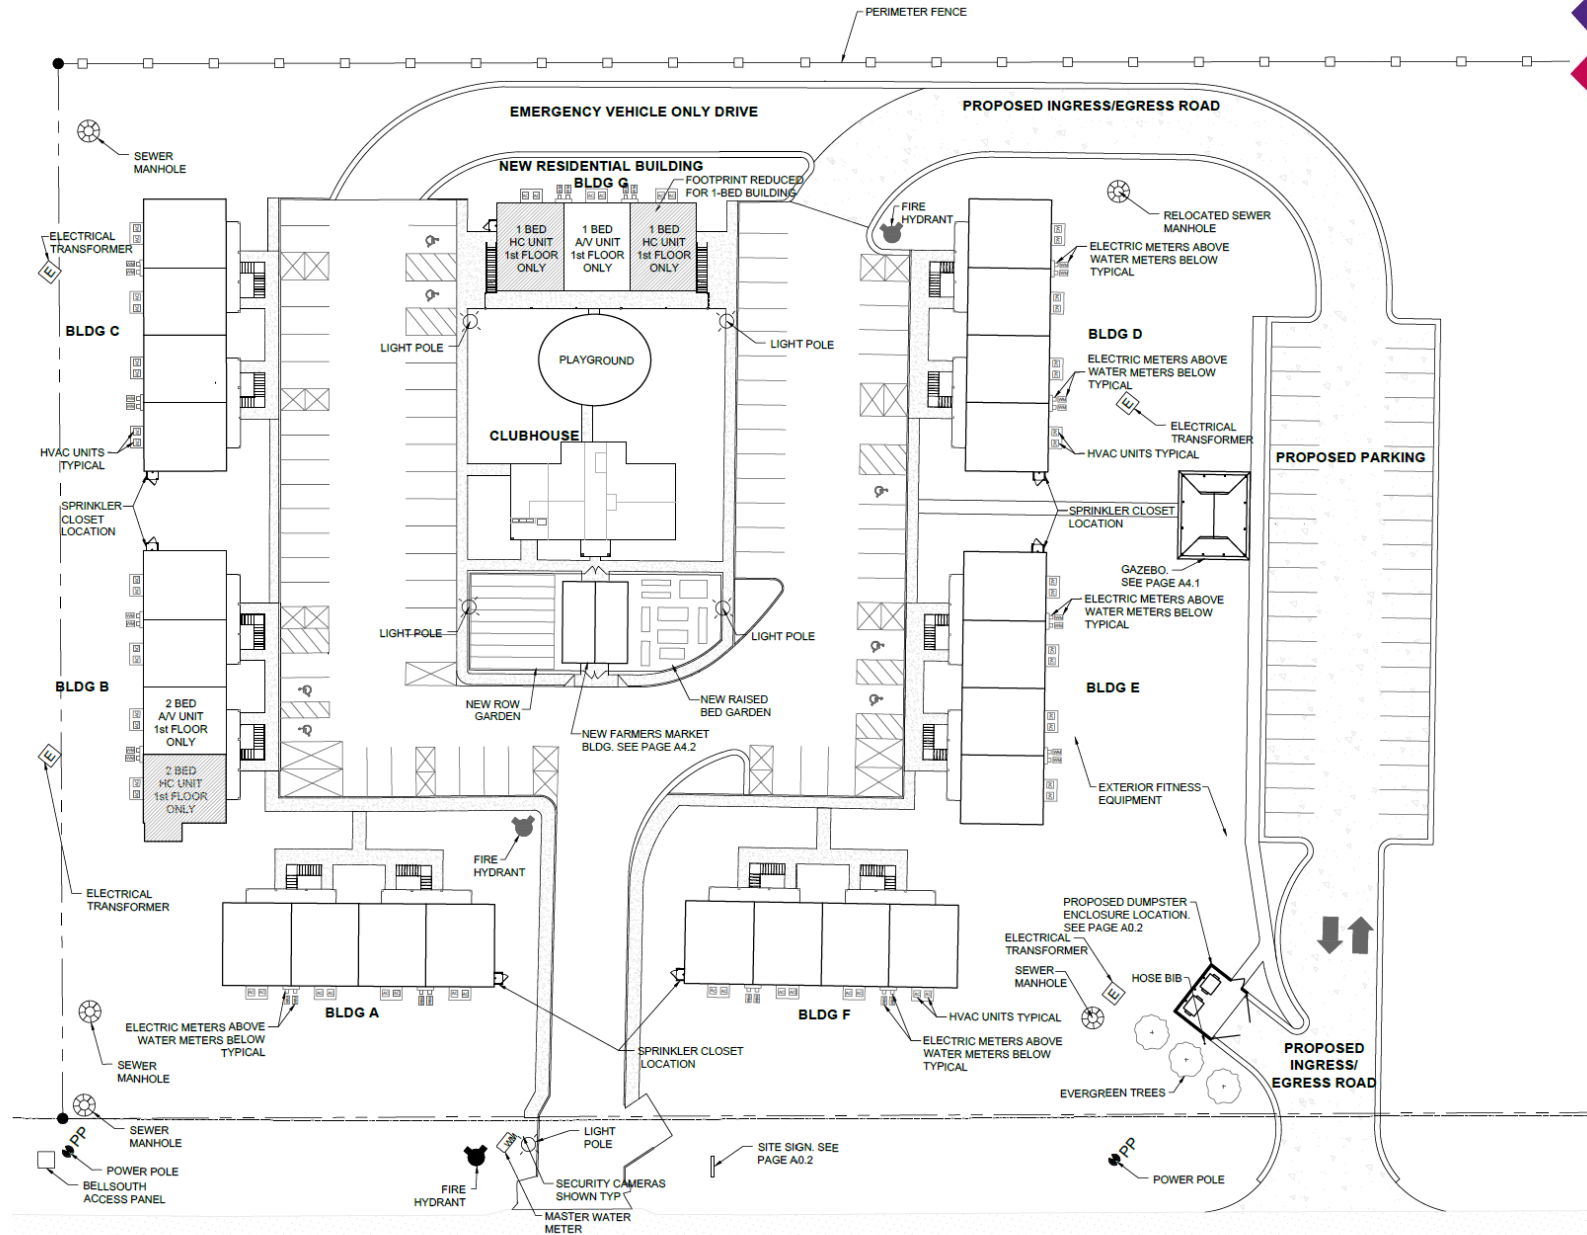 PERIMETER FENCE
EMERGENCY VEHICLE ONLY DRIVE
PROPOSED INGRESS/EGRESS ROAD
SEWER
MANHOLE
NEW RESIDENTIAL BUILDING
BLDG G
FOOTPRINT REDUCED
FOR 1-BED BUILDING
FIRE
HYDRANT
RELOCATED SEWER
MANHOLE
ELECTRICAL
TRANSFORMER
E
1 BED
HC UNIT
1st FLOOR
ONLY
1 BED
A/V UNIT
1st FLOOR
ONLY
1 BED
HC UNIT
1st FLOOR
ONLY
ELECTRIC METERS ABOVE
WATER METERS BELOW
TYPICAL
BLDG C
LIGHT POLE
PLAYGROUND
LIGHT POLE
BLDG D
ELECTRIC METERS ABOVE
WATER METERS BELOW
TYPICAL
E
ELECTRICAL
TRANSFORMER
CLUBHOUSE
HVAC UNITS
TYPICAL
HVAC UNITS TYPICAL
PROPOSED PARKING
SPRINKLER
CLOSET
LOCATION
SPRINKLER CLOSET
LOCATION
GAZEBO.
SEE PAGE A4.1
ELECTRIC METERS ABOVE
WATER METERS BELOW
TYPICAL
LIGHT POLE
LIGHT POLE
BLDG B
2 BED
A/V UNIT
1st FLOOR
ONLY
NEW ROW
GARDEN
NEW RAISED
BED GARDEN
BLDG E
NEW FARMERS MARKET
BLDG. SEE PAGE A4.2
E
2 BED
HC UNIT
1st FLOOR
ONLY
EXTERIOR FITNESS
EQUIPMENT
FIRE
HYDRANT
ELECTRICAL
TRANSFORMER
PROPOSED DUMPSTER
ENCLOSURE LOCATION.
SEE PAGE A0.2
ELECTRICAL
TRANSFORMER
SEWER
MANHOLE
HOSE BIB
E
BLDG A
BLDG F
HVAC UNITS TYPICAL
ELECTRIC METERS ABOVE
WATER METERS BELOW
TYPICAL
SPRINKLER CLOSET
LOCATION
ELECTRIC METERS ABOVE
WATER METERS BELOW
TYPICAL
PROPOSED
INGRESS/
EGRESS ROAD
SEWER
MANHOLE
EVERGREEN TREES
SEWER
MANHOLE
PP
POWER POLE
BELLSOUTH
ACCESS PANEL
LIGHT
POLE
WM
SITE SIGN. SEE
PAGE A0.2
PP
POWER POLE
FIRE
HYDRANT
SECURITY CAMERAS
SHOWN TYP
MASTER WATER
METER